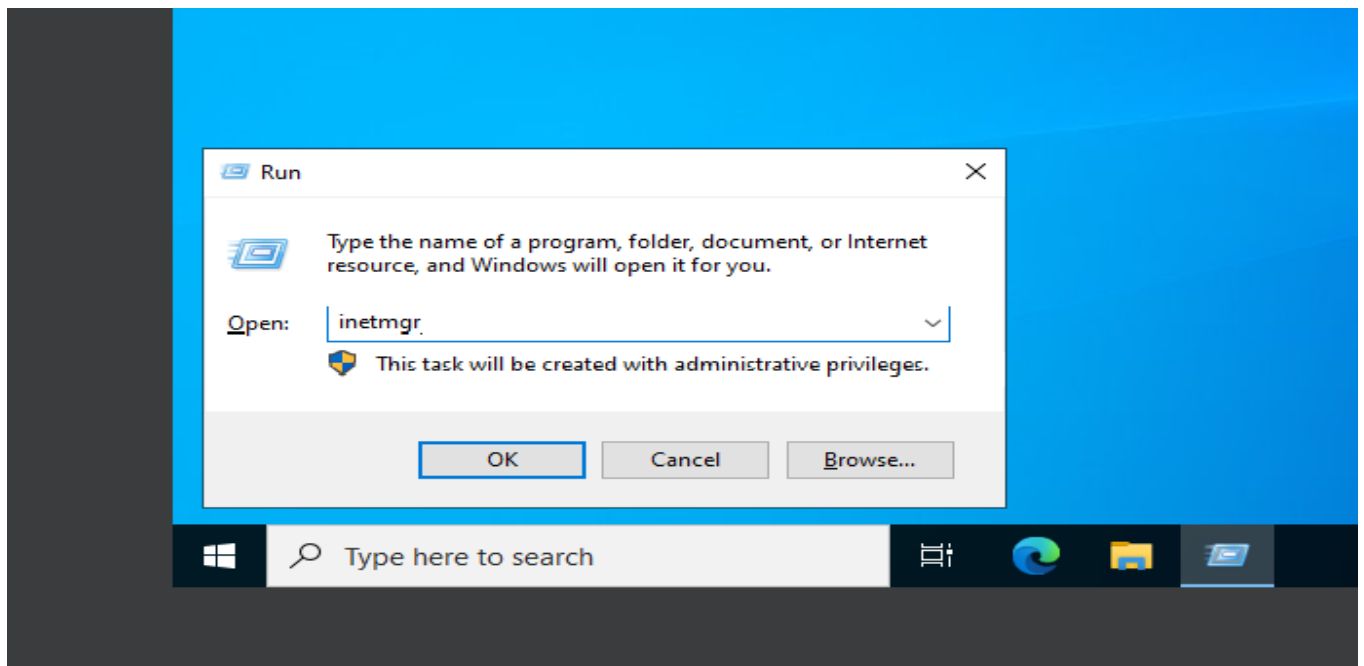 Run
Type the name of a program, folder, document, or Internet
resource, and Windows will open it for you.
Open:
inetmgr
This task will be created with administrative privileges.
OK
Cancel
Browse...
Type here to search